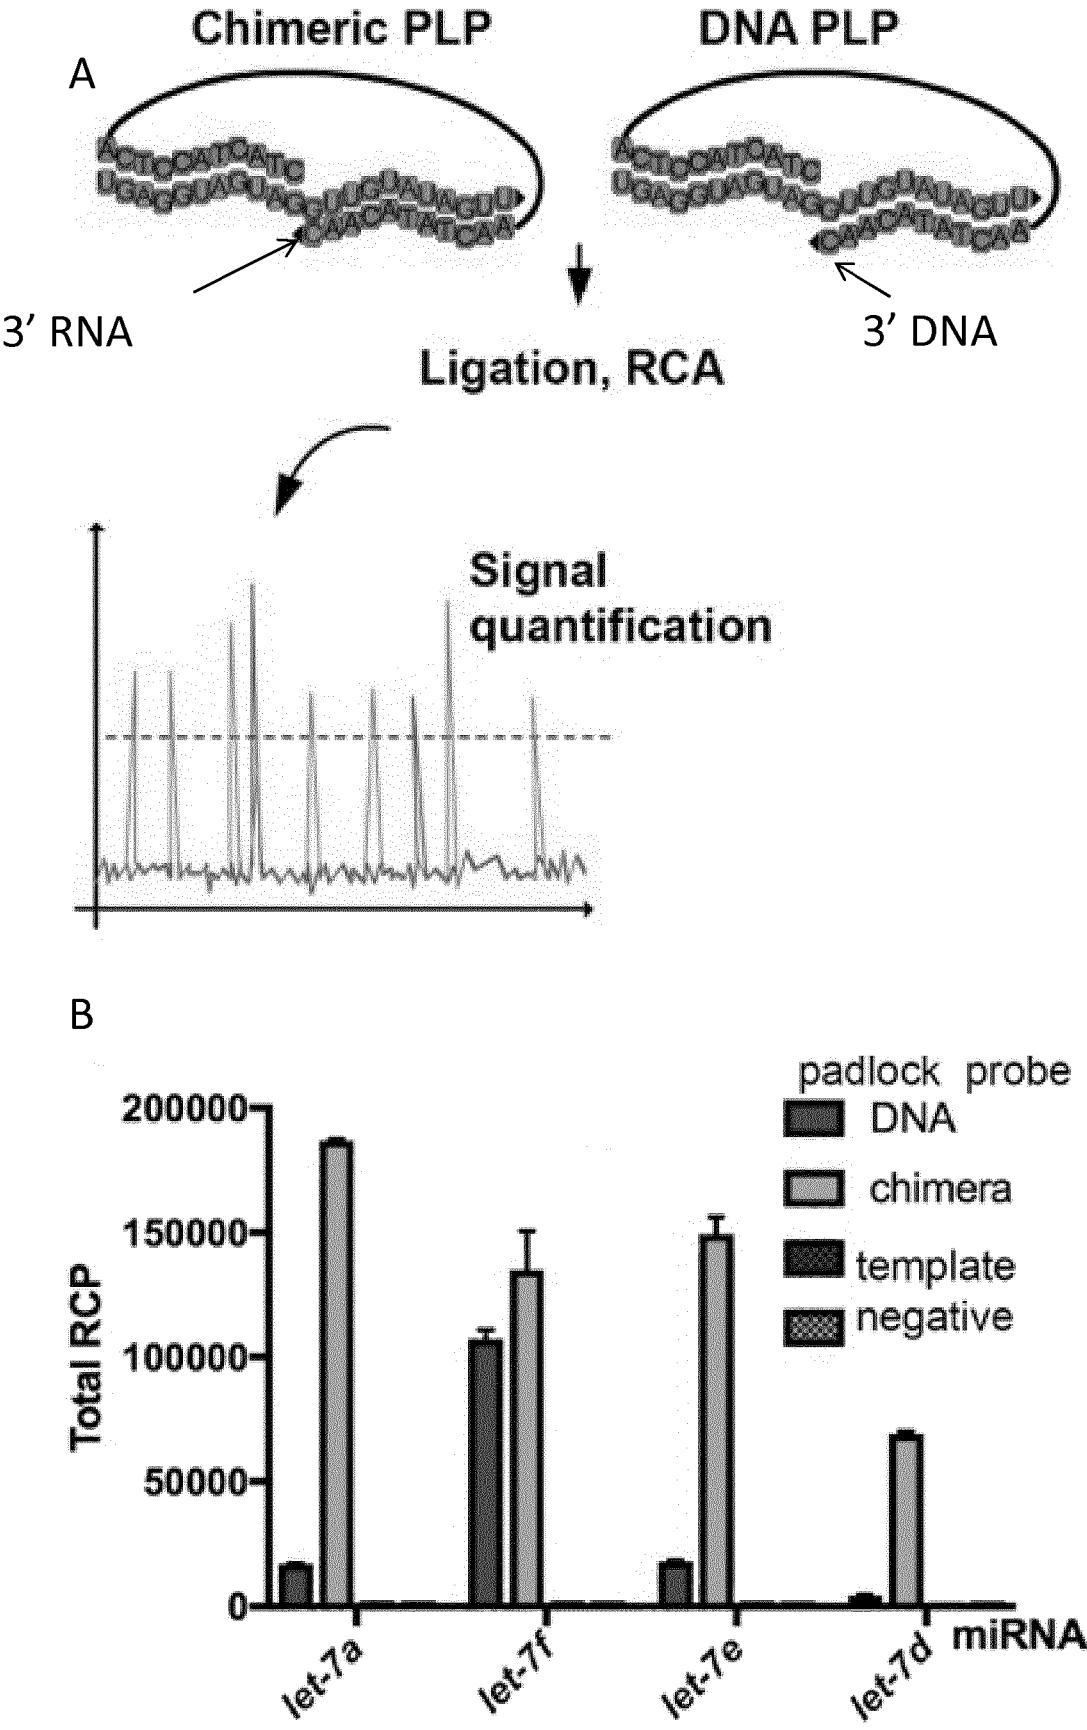 Chimeric PLP
DNA PLP
A
ACTCCATCATC
UGAGGUAGUAGGUUGUAUAGUU
CAACATATCAA
ACTCCATCATC
UGAGGUAGUAGGUUGUAUAGUU
CAACATATCAA
3’ RNA
3’ DNA
Ligation, RCA
Signal
quantification
B
padlock probe
DNA
chimera
template
negative
Total RCP
200000
150000
100000
50000
0
let-7a
let-7f
let-7e
let-7d
miRNA